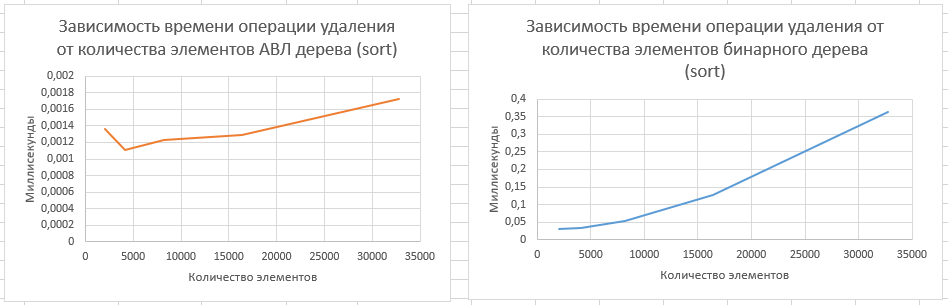 Зависимость времени операции удаления
от количества элементов АВЛ дерева (sort)
0,002
0,0018
0,0016
0,0014
0,0012
0,001
0,0008
0,0006
0,0004
0,0002
0
Миллисекунды
0 5000 10000 15000 20000 25000 30000 35000
Количество элементов
Зависимость времени операции удаления от
количества элементов бинарного дерева
(sort)
0,4
0,35
0,3
0,25
0,2
0,15
0,1
0,05
0
Миллисекунды
0 5000 10000 15000 20000 25000 30000 35000
Количество элементов